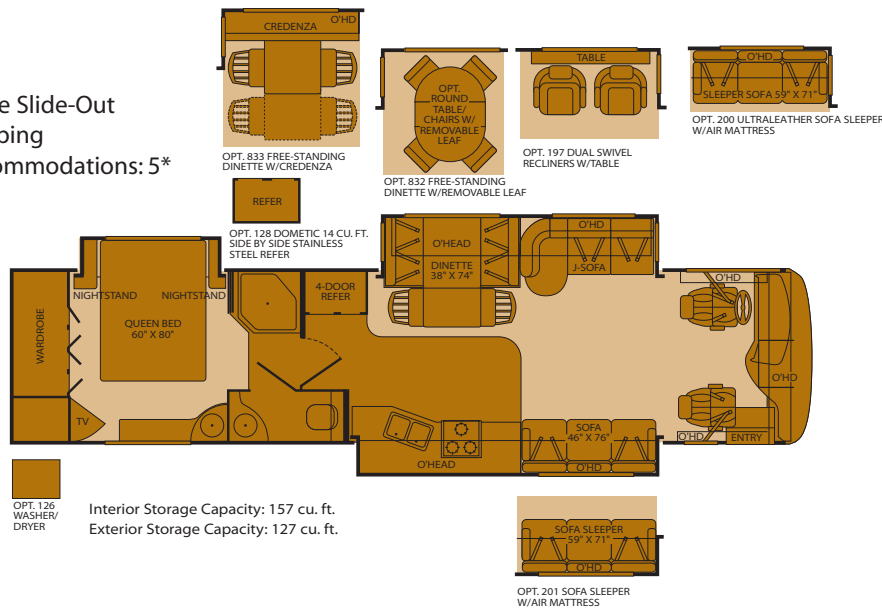 O'HD
CREDENZA
OPT. 833 FREE-STANDING
DINETTE W/CREDENZA
OPT.
ROUND
TABLE/
CHAIRS W/
REMOVABLE
LEAF
OPT. 832 FREE-STANDING
DINETTE W/REMOVABLE LEAF
TABLE
OPT. 197 DUAL SWIVEL
RECLINERS W/TABLE
O'HD
SLEEPER SOFA 59" X 71"
OPT. 200 ULTRALEATHER SOFA SLEEPER
W/AIR MATTRESS
e Slide-Out
ping
ommodations: 5*
REFER
OPT. 128 DOMETIC 14 CU. FT.
SIDE BY SIDE STAINLESS
STEEL REFER
WARDROBE
NIGHTSTAND
NIGHTSTAND
QUEEN BED
60" X 80"
TV
4-DOOR
REFER
O'HEAD
DINETTE
38" X 74"
O'HD
J-SOFA
O'HD
O'HD
O'HEAD
SOFA
46" X 76"
O'HD
O'HD
ENTRY
OPT. 126
WASHER/
DRYER
Interior Storage Capacity: 157 cu. ft.
Exterior Storage Capacity: 127 cu. ft.
SOFA SLEEPER
59" X 71"
O'HD
OPT. 201 SOFA SLEEPER
W/AIR MATTRESS